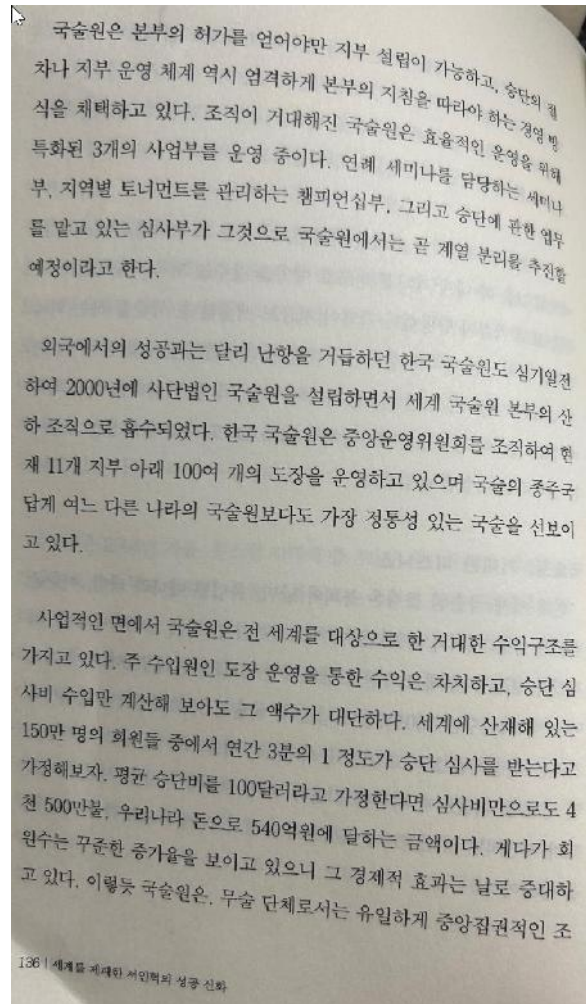 국술원은 본부의 허가를 얻어야만 지부 설립이 가능하고, 승단의 절
차나 지부 운영 체계 역시 엄격하게 본부의 지침을 따라야 하는 경영 방
식을 채택하고 있다. 조직이 거대해진 국술원은 효율적인 운영을 위해
특화된 3개의 사업부를 운영 중이다. 연례 세미나를 담당하는 세미나
부, 지역별 토너먼트를 관리하는 챔피언십부, 그리고 승단에 관한 업무
를 맡고 있는 심사부가 그것으로 국술원에서는 곧 계열 분리를 추진할
예정이라고 한다.
외국에서의 성공과는 달리 난항을 거듭하던 한국 국술원도 심기일전
하여 2000년에 사단법인 국술원을 설립하면서 세계 국술원 본부의 산
하 조직으로 흡수되었다. 한국 국술원은 중앙운영위원회를 조직하여 현
재 11개 지부 아래 100여 개의 도장을 운영하고 있으며 국술의 종주국
답게 여느 다른 나라의 국술원보다도 가장 정통성 있는 국술을 선보이
고 있다.
사업적인 면에서 국술원은 전 세계를 대상으로 한 거대한 수익구조를
가지고 있다. 주 수입원인 도장 운영을 통한 수익은 차치하고, 승단 심
사비 수입만 계산해 보아도 그 액수가 대단하다. 세계에 산재해 있는
150만 명의 회원들 중에서 연간 3분의 1 정도가 승단 심사를 받는다고
가정해보자. 평균 승단비를 100달러라고 가정한다면 심사비만으로도 4
천 500만불, 우리나라 돈으로 540억원에 달하는 금액이다. 게다가 회
원수는 꾸준한 증가율을 보이고 있으니 그 경제적 효과는 날로 증대하
고 있다. 이렇듯 국술원은, 무술 단체로서는 유일하게 중앙집권적인 조
136 | 세계를 제패한 서인혁의 성공 신화